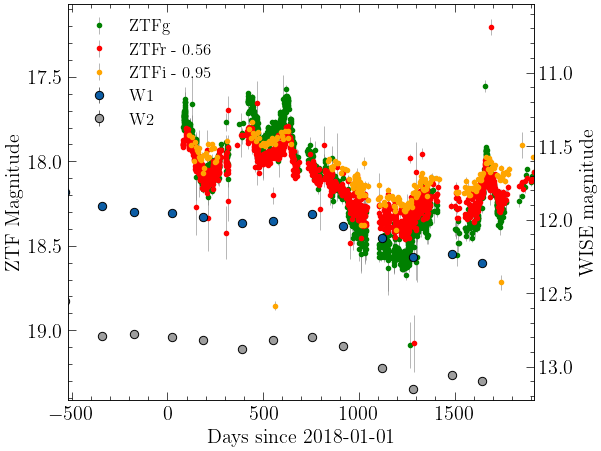 ZTFg
ZTFr - 0.56
ZTFi - 0.95
W1
W2
17.5
18.0
18.5
19.0
ZTF Magnitude
11.0
11.5
12.0
12.5
13.0
WISE magnitude
-500
0
500
1000
1500
Days since 2018-01-01